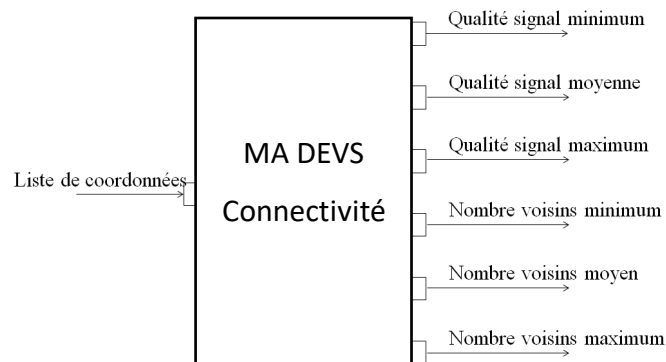 Qualité signal minimum
Qualité signal moyenne
MA DEVS
Qualité signal maximum
Liste de coordonnées
Connectivité
Nombre voisins minimum
Nombre voisins moyen
Nombre voisins maximum